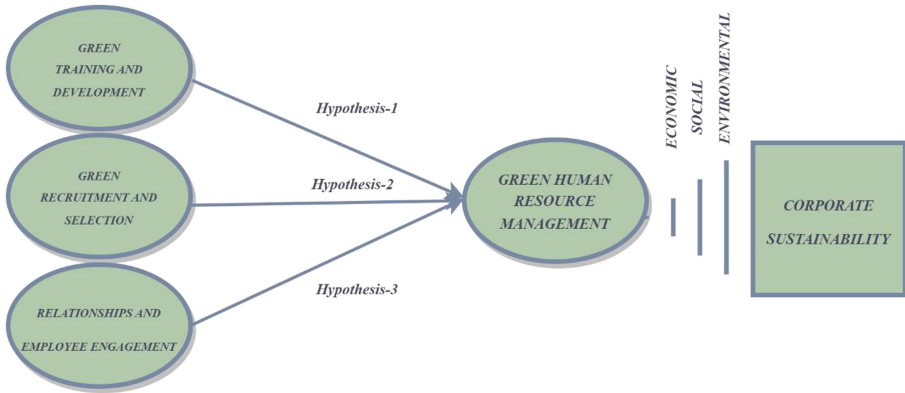 GREEN
TRAINING AND
DEVELOPMENT
Hypothesis-1
GREEN
RECRUITMENT AND
SELECTION
Hypothesis-2
RELATIONSHIPS AND
EMPLOYEE ENGAGEMENT
Hypothesis-3
GREEN HUMAN
RESOURCE
MANAGEMENT
ECONOMIC
SOCIAL
ENVIRONMENTAL
CORPORATE
SUSTAINABILITY